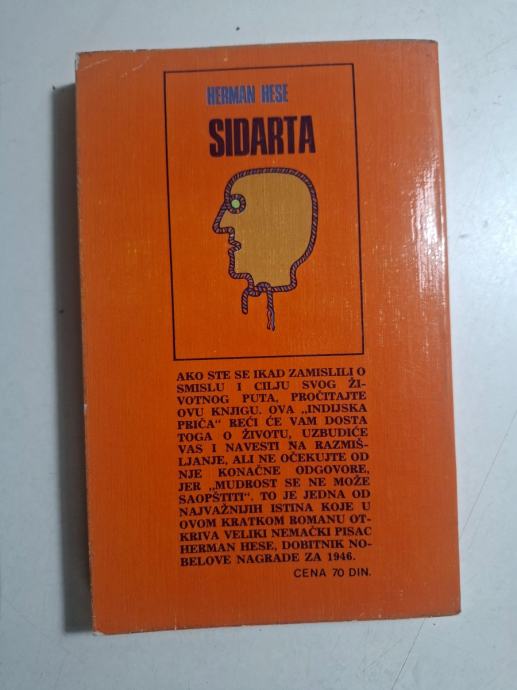 HERMAN HESE
SIDARTA
AKO STE SE IKAD ZAMISLILI O
SMISLU I CILJU SVOG ŽI-
VOTNOG PUTA, PROČITAJTE
OVU KNJIGU. OVA „INDIJSKA
PRIČA" REĆI ĆE VAM DOSTA
TOGA O ŽIVOTU, UZBUDIĆE
VAS I NAVESTI NA RAZMIŠ-
LJANJE, ALI NE OČEKUJTE OD
NJE KONAČNE ODGOVORE,
JER „MUDROST SE NE MOŽE
SAOPŠTITI". TO JE JEDNA OD
NAJVAŽNIJIH ISTINA KOJE U
OVOM KRATKOM ROMANU OT-
KRIVA VELIKI NEMAČKI PISAC
HERMAN HESE, DOBITNIK NO-
BELOVE NAGRADE ZA 1946.
CENA 70 DIN.